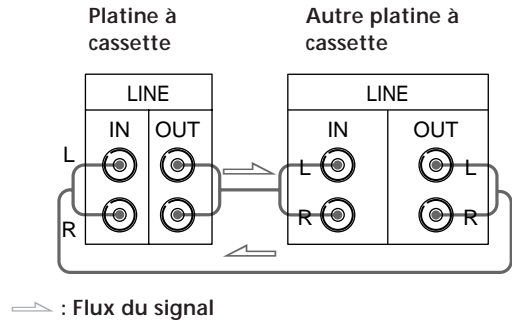 Platine à
cassette
Autre platine à
cassette
LINE
LINE
IN OUT
IN OUT
L
L
L
R
R
R
: Flux du signal